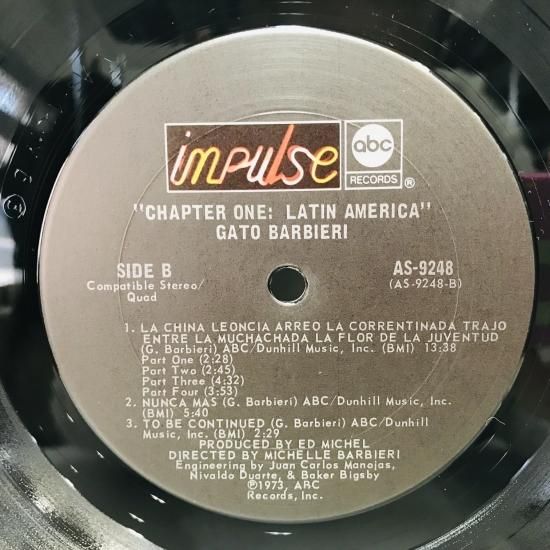 impulse
abc
RECORDS ®
"CHAPTER ONE: LATIN AMERICA"
GATO BARBIERI
SIDE B
Compatible Stereo/
Quad
AS-9248
(AS-9248-B)
1. LA CHINA LEONCIA ARREO LA CORRENTINADA TRAJO
ENTRE LA MUCHACHADA LA FLOR DE LA JUVENTUD
(G. Barbieri) ABC/Dunhill Music, Inc. (BMI) 13:38
Part One (2:28)
Part Two (2:45)
Part Three (4:32)
Part Four (3:53)
2. NUNCA MAS (G. Barbieri) ABC/Dunhill Music, Inc.
(BMI) 5:40
3. TO BE CONTINUED (G. Barbieri) ABC/Dunhill
Music, Inc. (BMI) 2:29
PRODUCED BY ED MICHEL
DIRECTED BY MICHELLE BARBIERI
Engineering by Juan Carlos Manojas,
Nivaldo Duarte, & Baker Bigsby
℗1973, ABC
Records, Inc.